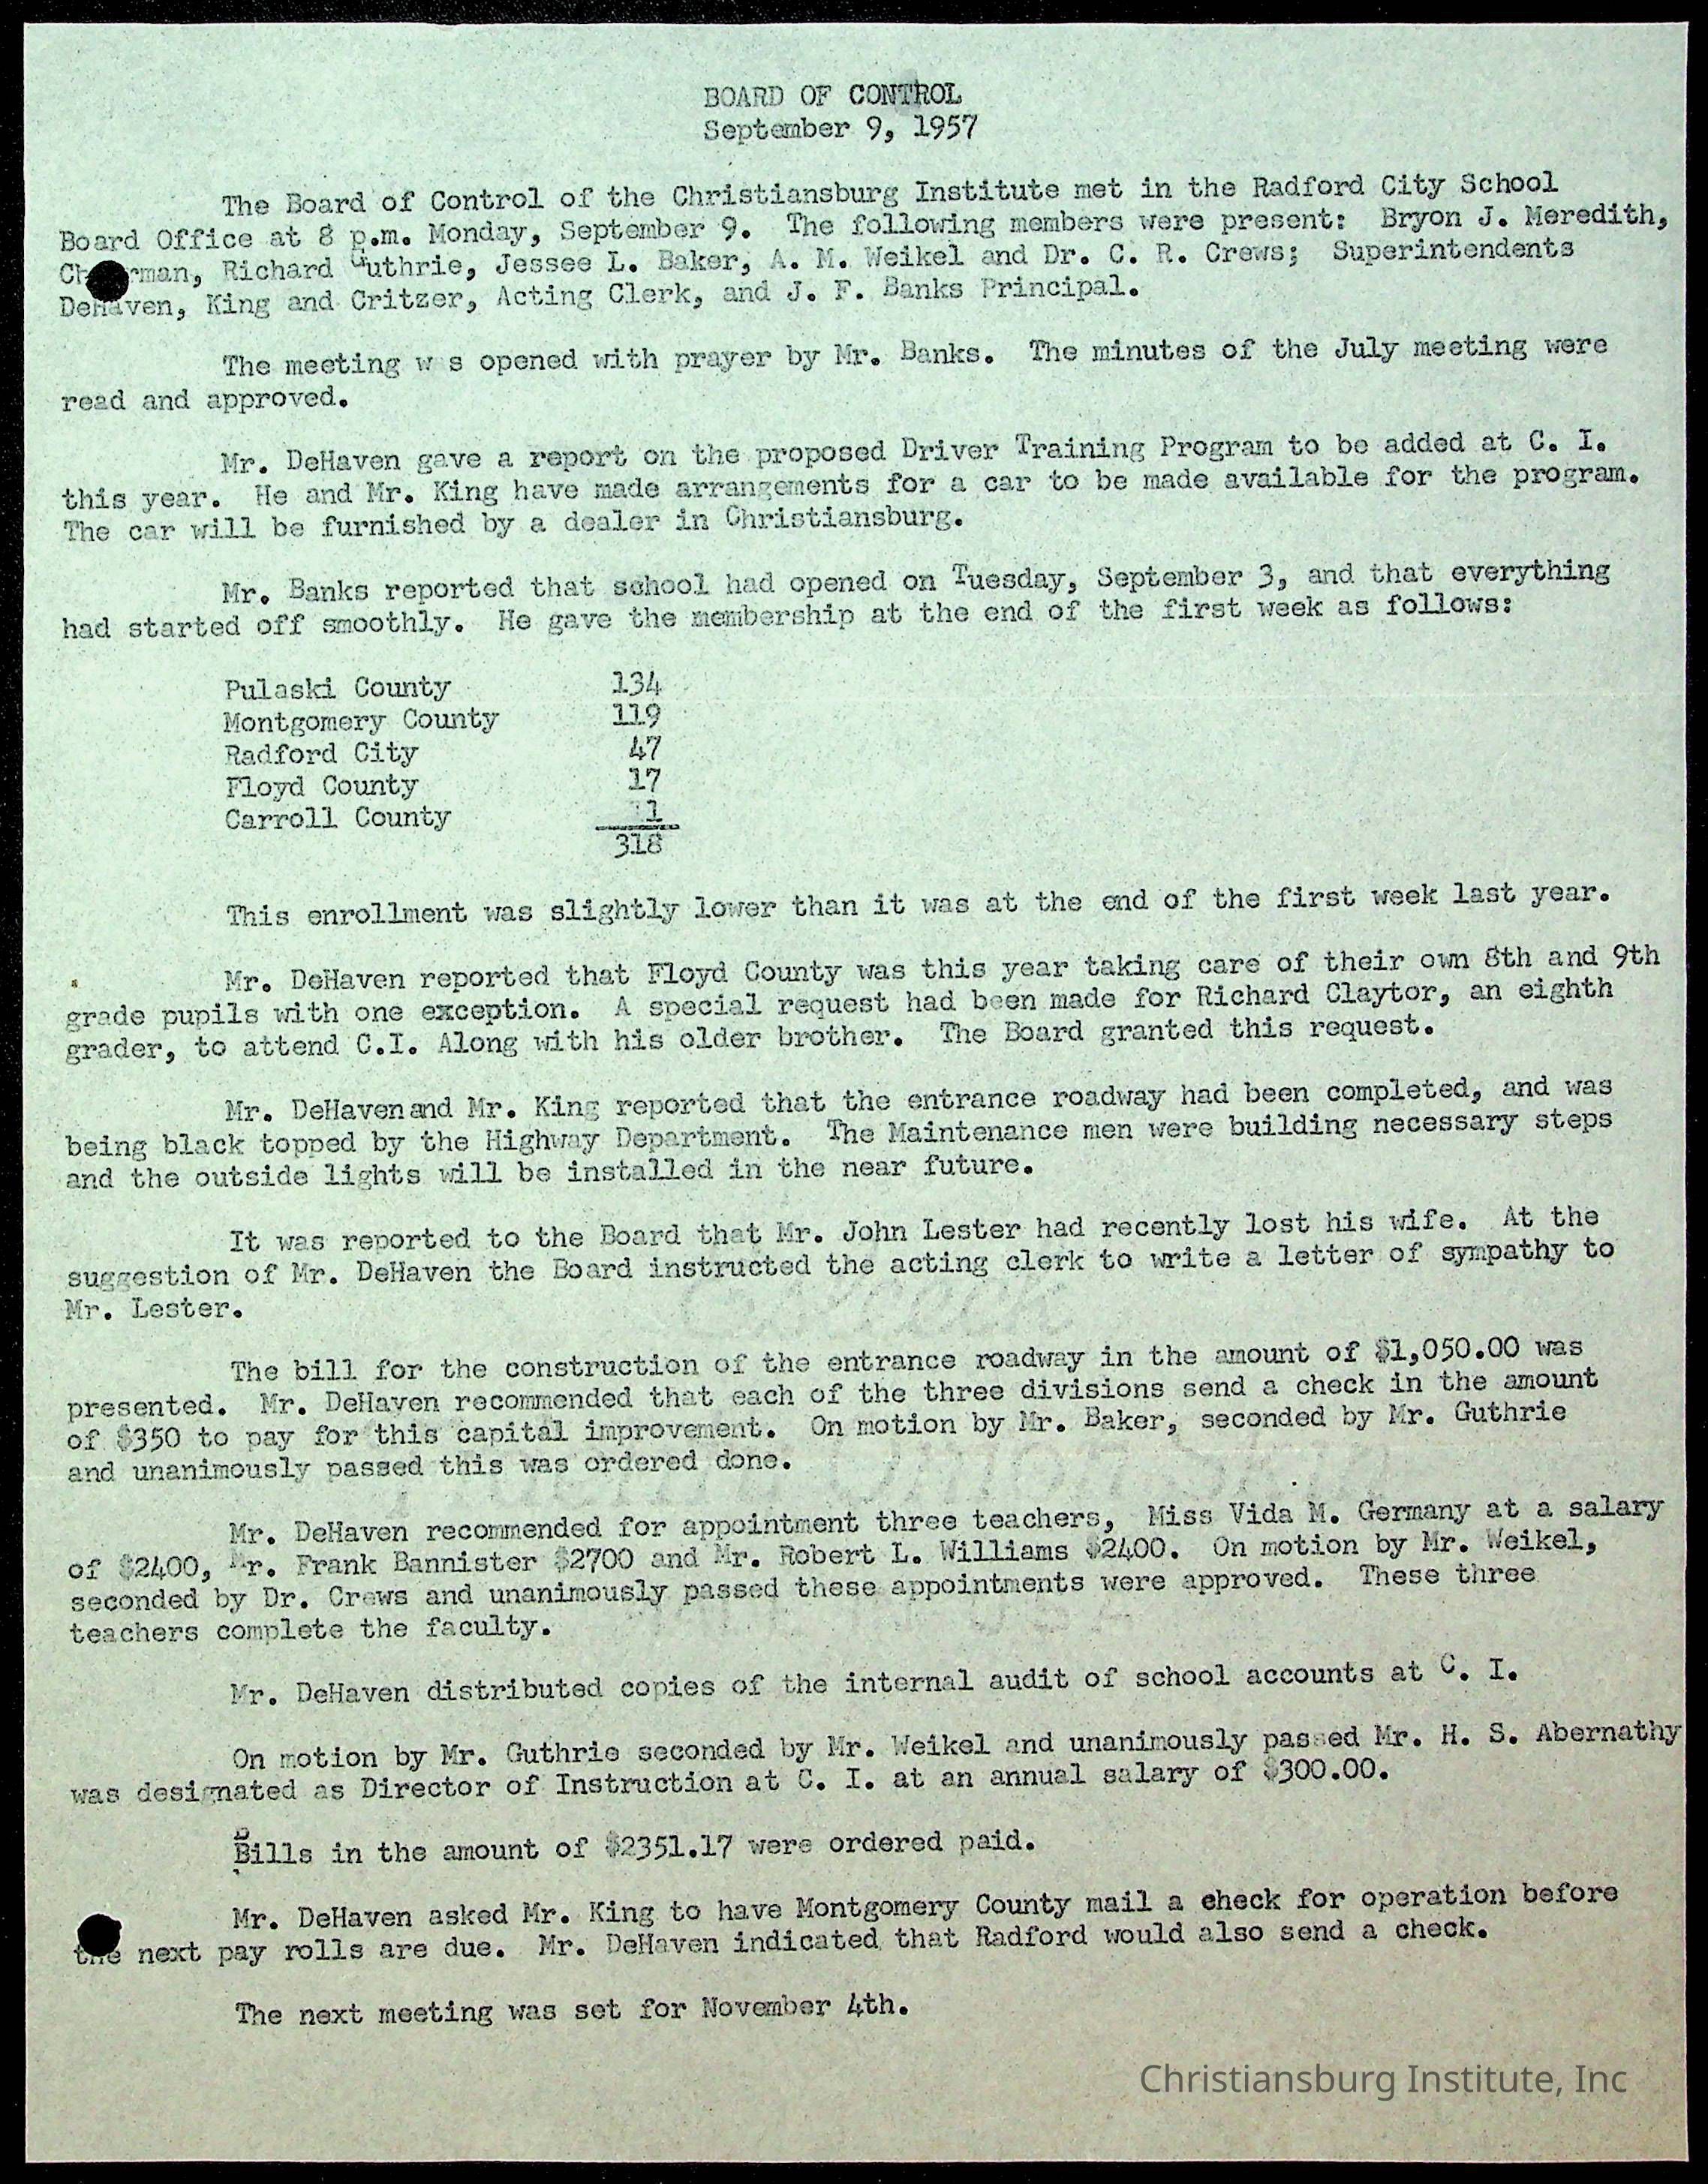 BOARD OF CONTROL
September 9, 1957
The Board of Control of the Christiansburg Institute met in the Radford City School
Board Office at 8 p.m. Monday, September 9. The following members were present: Bryon J. Meredith,
Ch rman, Richard Guthrie, Jessee L. Baker, A. M. Weikel and Dr. C. R. Crews; Superintendents
DeHaven, King and Critzer, Acting Clerk, and J. F. Banks Principal.
The meeting w s opened with prayer by Mr. Banks. The minutes of the July meeting were
read and approved.
Mr. DeHaven gave a report on the proposed Driver Training Program to be added at C. I.
this year. He and Mr. King have made arrangements for a car to be made available for the program.
The car will be furnished by a dealer in Christiansburg.
Mr. Banks reported that school had opened on Tuesday, September 3, and that everything
had started off smoothly. He gave the membership at the end of the first week as follows:
Pulaski County 134
Montgomery County 119
Radford City 47
Floyd County 17
Carroll County 1
318
This enrollment was slightly lower than it was at the end of the first week last year.
Mr. DeHaven reported that Floyd County was this year taking care of their own 8th and 9th
grade pupils with one exception. A special request had been made for Richard Claytor, an eighth
grader, to attend C.I. Along with his older brother. The Board granted this request.
Mr. DeHaven and Mr. King reported that the entrance roadway had been completed, and was
being black topped by the Highway Department. The Maintenance men were building necessary steps
and the outside lights will be installed in the near future.
It was reported to the Board that Mr. John Lester had recently lost his wife. At the
suggestion of Mr. DeHaven the Board instructed the acting clerk to write a letter of sympathy to
Mr. Lester.
The bill for the construction of the entrance roadway in the amount of $1,050.00 was
presented. Mr. DeHaven recommended that each of the three divisions send a check in the amount
of $350 to pay for this capital improvement. On motion by Mr. Baker, seconded by Mr. Guthrie
and unanimously passed this was ordered done.
Mr. DeHaven recommended for appointment three teachers, Miss Vida M. Germany at a salary
of $2400, Mr. Frank Bannister $2700 and Mr. Robert L. Williams $2400. On motion by Mr. Weikel,
seconded by Dr. Crews and unanimously passed these appointments were approved. These three
teachers complete the faculty.
Mr. DeHaven distributed copies of the internal audit of school accounts at C. I.
On motion by Mr. Guthrie seconded by Mr. Weikel and unanimously passed Mr. H. S. Abernathy
was designated as Director of Instruction at C. I. at an annual salary of $300.00.
Bills in the amount of $2351.17 were ordered paid.
Mr. DeHaven asked Mr. King to have Montgomery County mail a check for operation before
the next pay rolls are due. Mr. DeHaven indicated that Radford would also send a check.
The next meeting was set for November 4th.
Christiansburg Institute, Inc